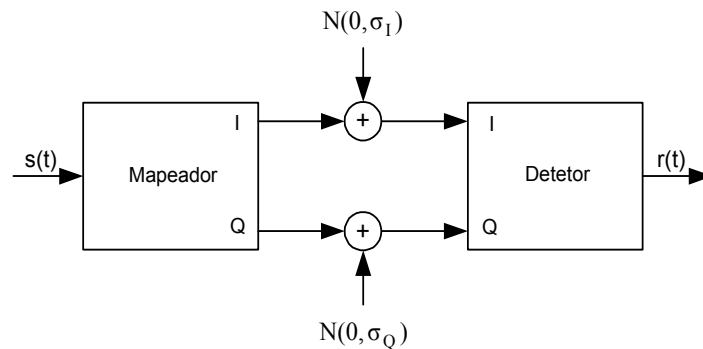 N(0,σ_I)
I
+
I
s(t)
Mapeador
Detetor
r(t)
Q
+
Q
N(0,σ_Q)